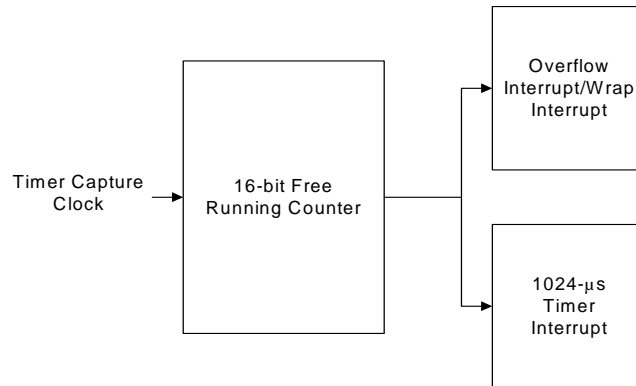 Timer Capture
Clock
16-bit Free
Running Counter
Overflow
Interrupt/Wrap
Interrupt
1024-μs
Timer
Interrupt